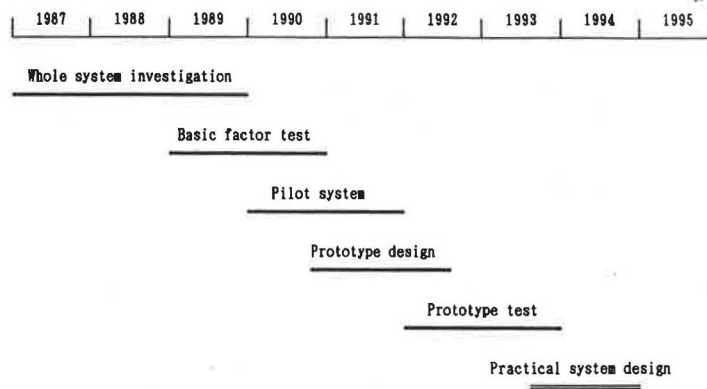 1987 1988 1989 1990 1991 1992 1993 1994 1995
Whole system investigation
Basic factor test
Pilot system
Prototype design
Prototype test
Practical system design